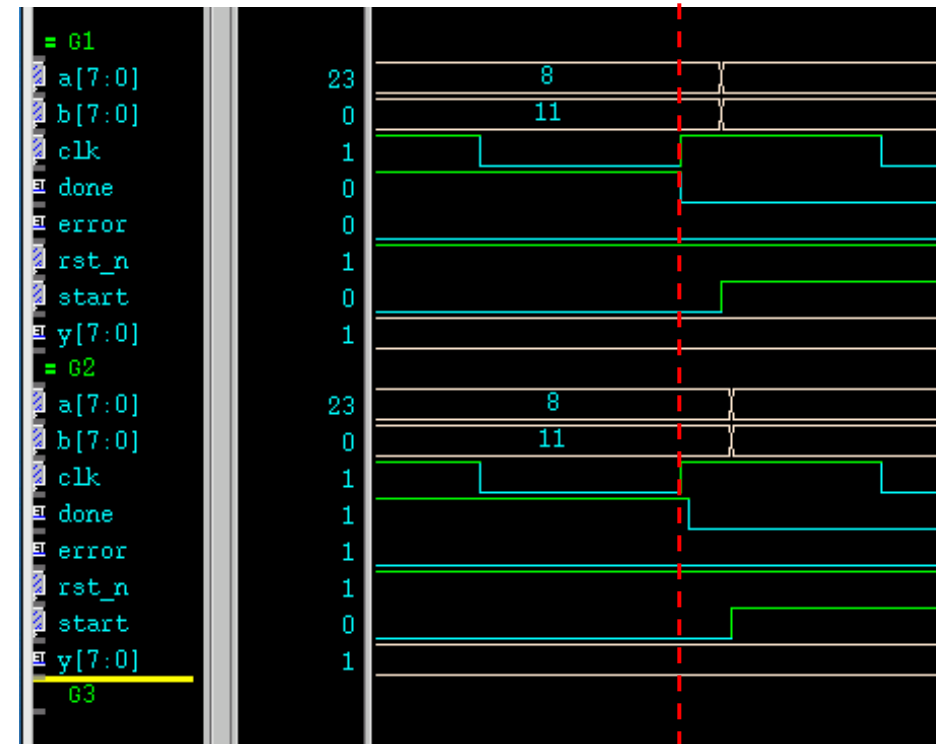 = G1
a[7:0] 23 8
b[7:0] 0 11
clk 1
done 0
error 0
rst_n 1
start 0
y[7:0] 1
= G2
a[7:0] 23 8
b[7:0] 0 11
clk 1
done 1
error 1
rst_n 1
start 0
y[7:0] 1
G3